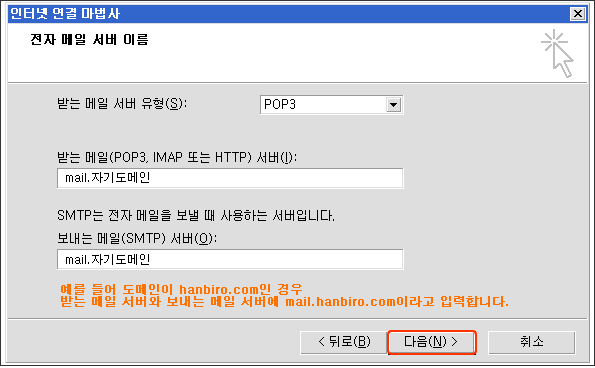 인터넷 연결 마법사
전자 메일 서버 이름
받는 메일 서버 유형(S): POP3
받는 메일(POP3, IMAP 또는 HTTP) 서버(I):
mail.자기도메인
SMTP는 전자 메일을 보낼 때 사용하는 서버입니다.
보내는 메일(SMTP) 서버(O):
mail.자기도메인
예를 들어 도메인이 hanbiro.com인 경우
받는 메일 서버와 보내는 메일 서버에 mail.hanbiro.com이라고 입력합니다.
< 뒤로(B) 다음(N) > 취소